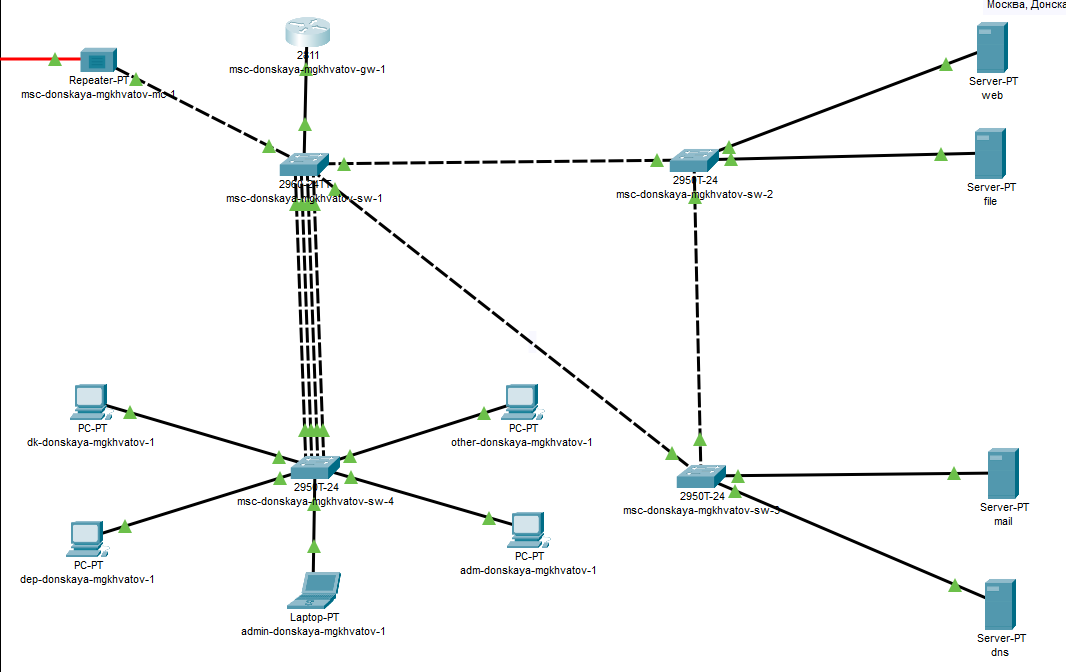 Москва, Донска
2811
msc-donskaya-mgkhvatov-gw-1
Repeater-PT
msc-donskaya-mgkhvatov-mc-1
Server-PT
web
2960-24TT
msc-donskaya-mgkhvatov-sw-1
2950T-24
msc-donskaya-mgkhvatov-sw-2
Server-PT
file
PC-PT
dk-donskaya-mgkhvatov-1
PC-PT
other-donskaya-mgkhvatov-1
2950T-24
msc-donskaya-mgkhvatov-sw-4
2950T-24
msc-donskaya-mgkhvatov-sw-3
Server-PT
mail
PC-PT
dep-donskaya-mgkhvatov-1
PC-PT
adm-donskaya-mgkhvatov-1
Laptop-PT
admin-donskaya-mgkhvatov-1
Server-PT
dns